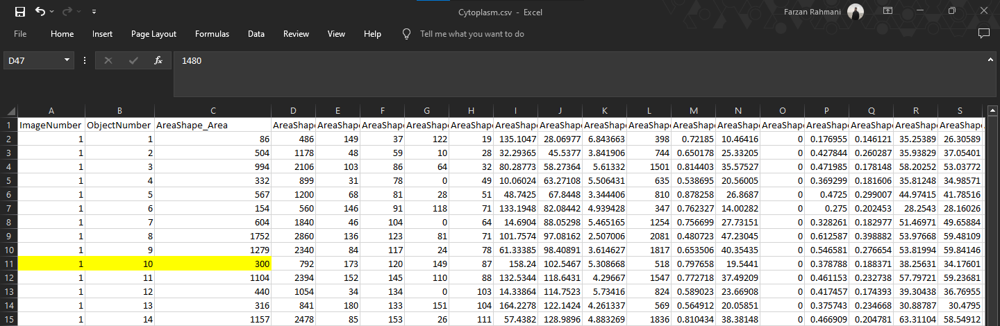 Cytoplasm.csv - Excel
Farzan Rahmani
File Home Insert Page Layout Formulas Data Review View Help Tell me what you want to do
D47 fx 1480
A B C D E F G H I J K L M N O P Q R S
1 ImageNumber ObjectNumber AreaShape_Area AreaShape AreaShape AreaShape AreaShape AreaShape AreaShape AreaShape AreaShape AreaShape AreaShape AreaShape AreaShape AreaShape AreaShape AreaShape AreaShape
2 1 1 86 486 149 37 122 19 135.1047 28.06977 6.843663 398 0.72185 10.46416 0 0.176955 0.146121 35.25389 26.30589
3 1 2 504 1178 48 59 10 28 32.29365 45.5377 3.841906 744 0.650178 25.33205 0 0.427844 0.260287 35.93829 37.05401
4 1 3 994 2106 103 86 64 32 80.28773 58.27364 5.61332 1501 0.814403 35.57527 0 0.471985 0.178148 58.20252 53.03772
5 1 4 332 899 31 78 0 49 10.06024 63.27108 5.506431 635 0.538695 20.56005 0 0.369299 0.181606 35.81248 34.98571
6 1 5 567 1200 68 81 28 51 48.7425 67.8448 3.344406 810 0.878258 26.8687 0 0.4725 0.299007 44.97415 41.78516
7 1 6 154 560 146 91 118 71 133.1948 82.08442 4.939428 347 0.762327 14.00282 0 0.275 0.202453 28.2543 28.16026
8 1 7 604 1840 46 104 0 64 14.6904 88.05298 5.465165 1254 0.756699 27.73151 0 0.328261 0.182977 51.46971 49.65884
9 1 8 1752 2860 136 123 81 71 101.7574 97.08162 2.507006 2081 0.480723 47.23045 0 0.612587 0.398882 53.97668 59.48109
10 1 9 1279 2340 84 117 24 78 61.33385 98.40891 3.614627 1817 0.653506 40.35435 0 0.546581 0.276654 53.81994 59.84146
11 1 10 300 792 173 120 149 87 158.24 102.5467 5.308668 518 0.797658 19.5441 0 0.378788 0.188371 38.25631 34.17601
12 1 11 1104 2394 152 145 110 88 132.5344 118.6431 4.29667 1547 0.772718 37.49209 0 0.461153 0.232738 57.79721 59.23681
13 1 12 440 1054 34 134 0 103 14.33864 114.7523 5.73416 824 0.589023 23.66908 0 0.417457 0.174393 39.30438 36.76955
14 1 13 316 841 180 133 151 104 164.2278 122.1424 4.261337 569 0.564912 20.05851 0 0.375743 0.234668 30.88787 30.4795
15 1 14 1157 2478 85 153 26 111 57.4382 128.9896 4.883269 1836 0.810434 38.38148 0 0.466909 0.204781 63.31104 58.54912